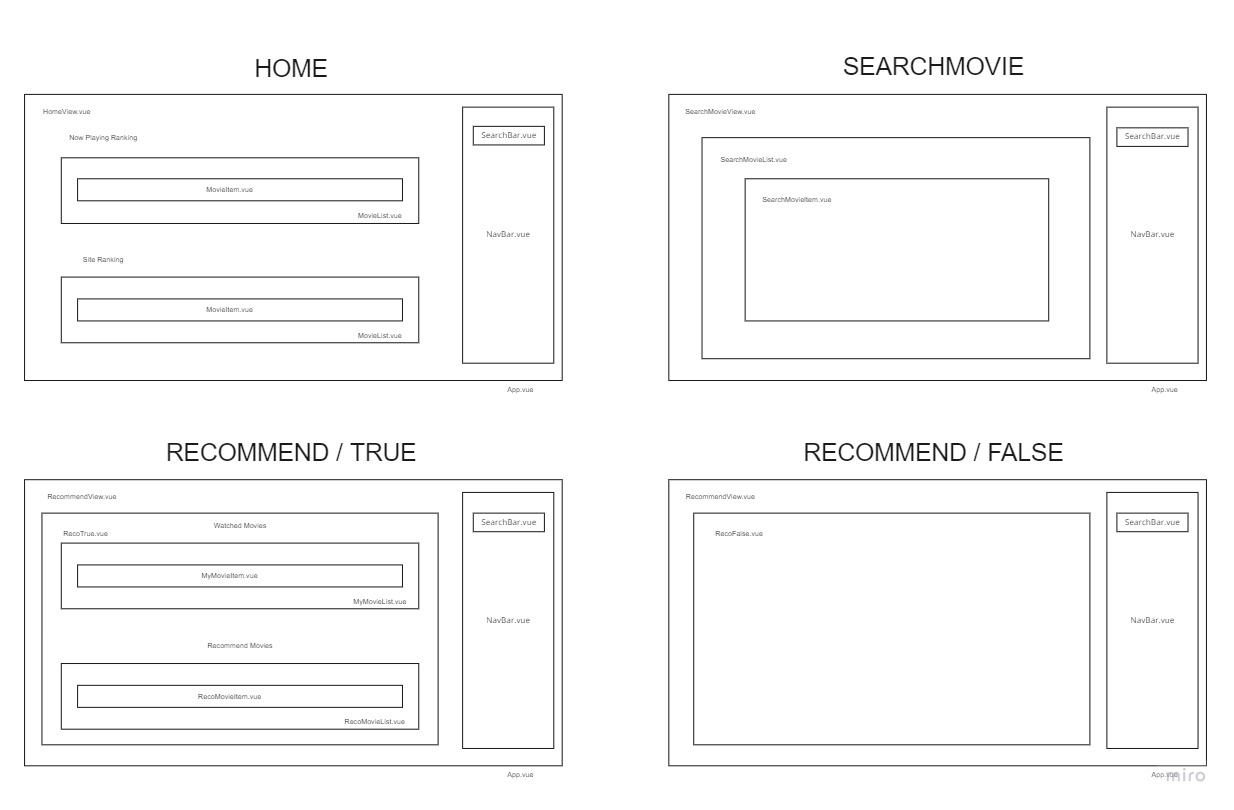 HOME
HomeView.vue
Now Playing Ranking
MovieItem.vue
MovieList.vue
Site Ranking
MovieItem.vue
MovieList.vue
SearchBar.vue
NavBar.vue
App.vue
SEARCHMOVIE
SearchMovieView.vue
SearchMovieList.vue
SearchMovieItem.vue
SearchBar.vue
NavBar.vue
App.vue
RECOMMEND / TRUE
RecommendView.vue
Watched Movies
RecoTrue.vue
MyMovieItem.vue
MyMovieList.vue
Recommend Movies
RecoMovieItem.vue
RecoMovieList.vue
SearchBar.vue
NavBar.vue
App.vue
RECOMMEND / FALSE
RecommendView.vue
RecoFalse.vue
SearchBar.vue
NavBar.vue
App.vue
miro